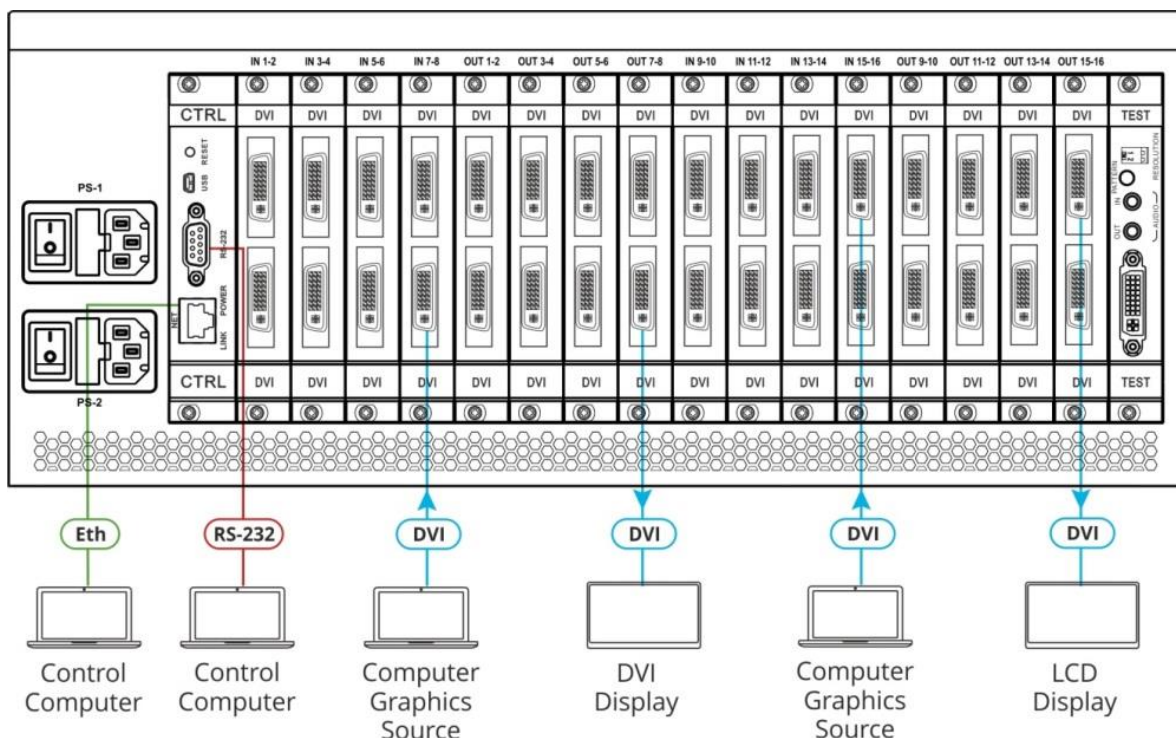 IN 1-2 IN 3-4 IN 5-6 IN 7-8 OUT 1-2 OUT 3-4 OUT 5-6 OUT 7-8 IN 9-10 IN 11-12 IN 13-14 IN 15-16 OUT 9-10 OUT 11-12 OUT 13-14 OUT 15-16
CTRL DVI DVI DVI DVI DVI DVI DVI DVI DVI DVI DVI DVI DVI DVI DVI DVI TEST
RESET
USB
RS-232
NET
POWER
LINK
PS-1
PS-2
1 2
RESOLUTION
PATTERN
IN
OUT
AUDIO
CTRL DVI DVI DVI DVI DVI DVI DVI DVI DVI DVI DVI DVI DVI DVI DVI DVI TEST
Eth RS-232 DVI DVI DVI DVI
Control Control Computer DVI Computer LCD
Computer Computer Graphics Display Graphics Display
Source Source